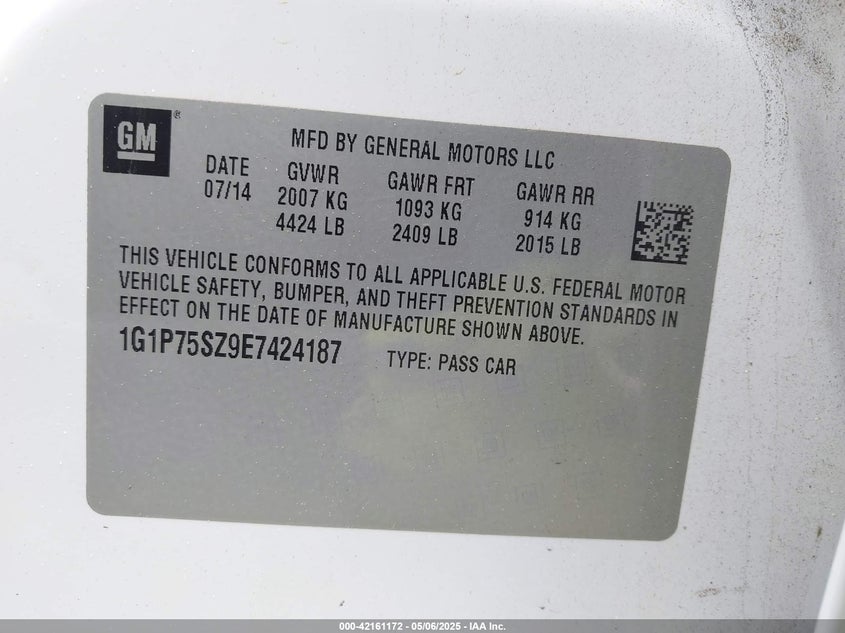 GM
MFD BY GENERAL MOTORS LLC
DATE GVWR GAWR FRT GAWR RR
07/14 2007 KG 1093 KG 914 KG
4424 LB 2409 LB 2015 LB
THIS VEHICLE CONFORMS TO ALL APPLICABLE U.S. FEDERAL MOTOR
VEHICLE SAFETY, BUMPER, AND THEFT PREVENTION STANDARDS IN
EFFECT ON THE DATE OF MANUFACTURE SHOWN ABOVE.
1G1P75SZ9E7424187 TYPE: PASS CAR
000-42161172 - 05/06/2025 - IAA Inc.